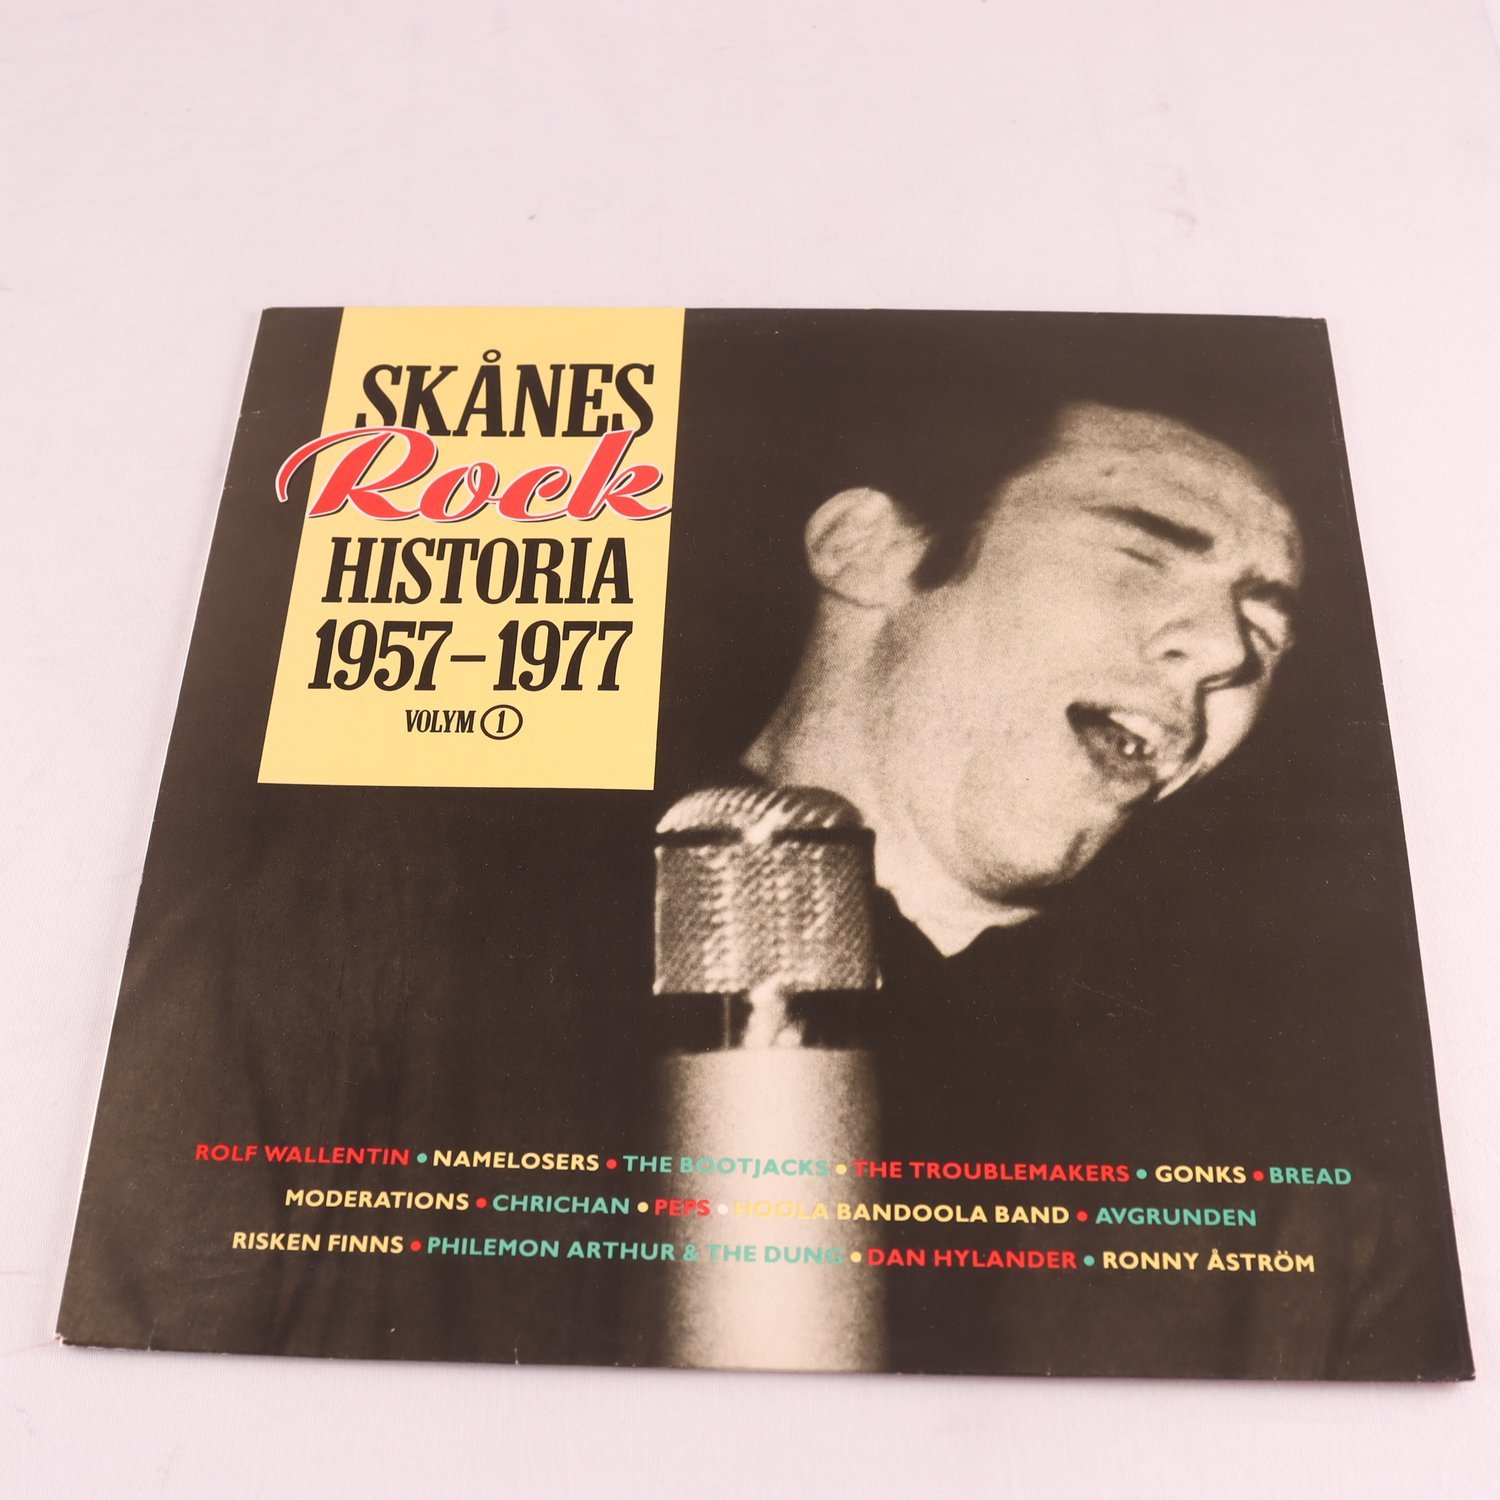 SKÅNES
Rock
HISTORIA
1957-1977
VOLYM 1
ROLF WALLENTIN • NAMELOSERS • THE BOOTJACKS • THE TROUBLEMAKERS • GONKS • BREAD
MODERATIONS • CHRICHAN • PEPS • HOOLA BANDOOLA BAND • AVGRUNDEN
RISKEN FINNS • PHILEMON ARTHUR & THE DUNG • DAN HYLANDER • RONNY ÅSTRÖM